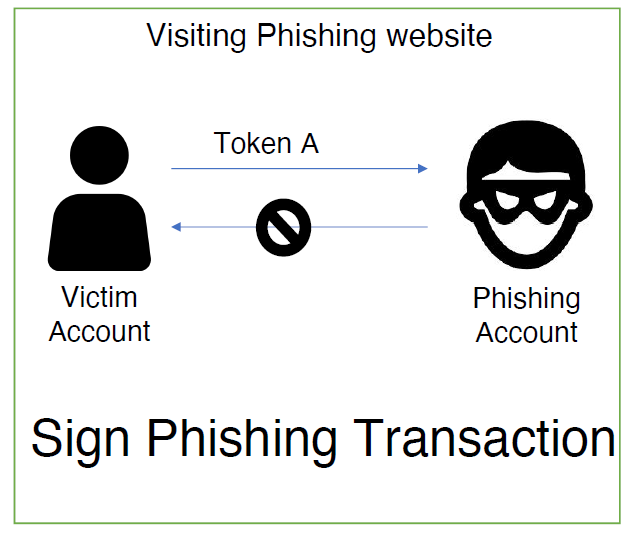 Visiting Phishing website
Token A
Victim
Account
Phishing
Account
Sign Phishing Transaction